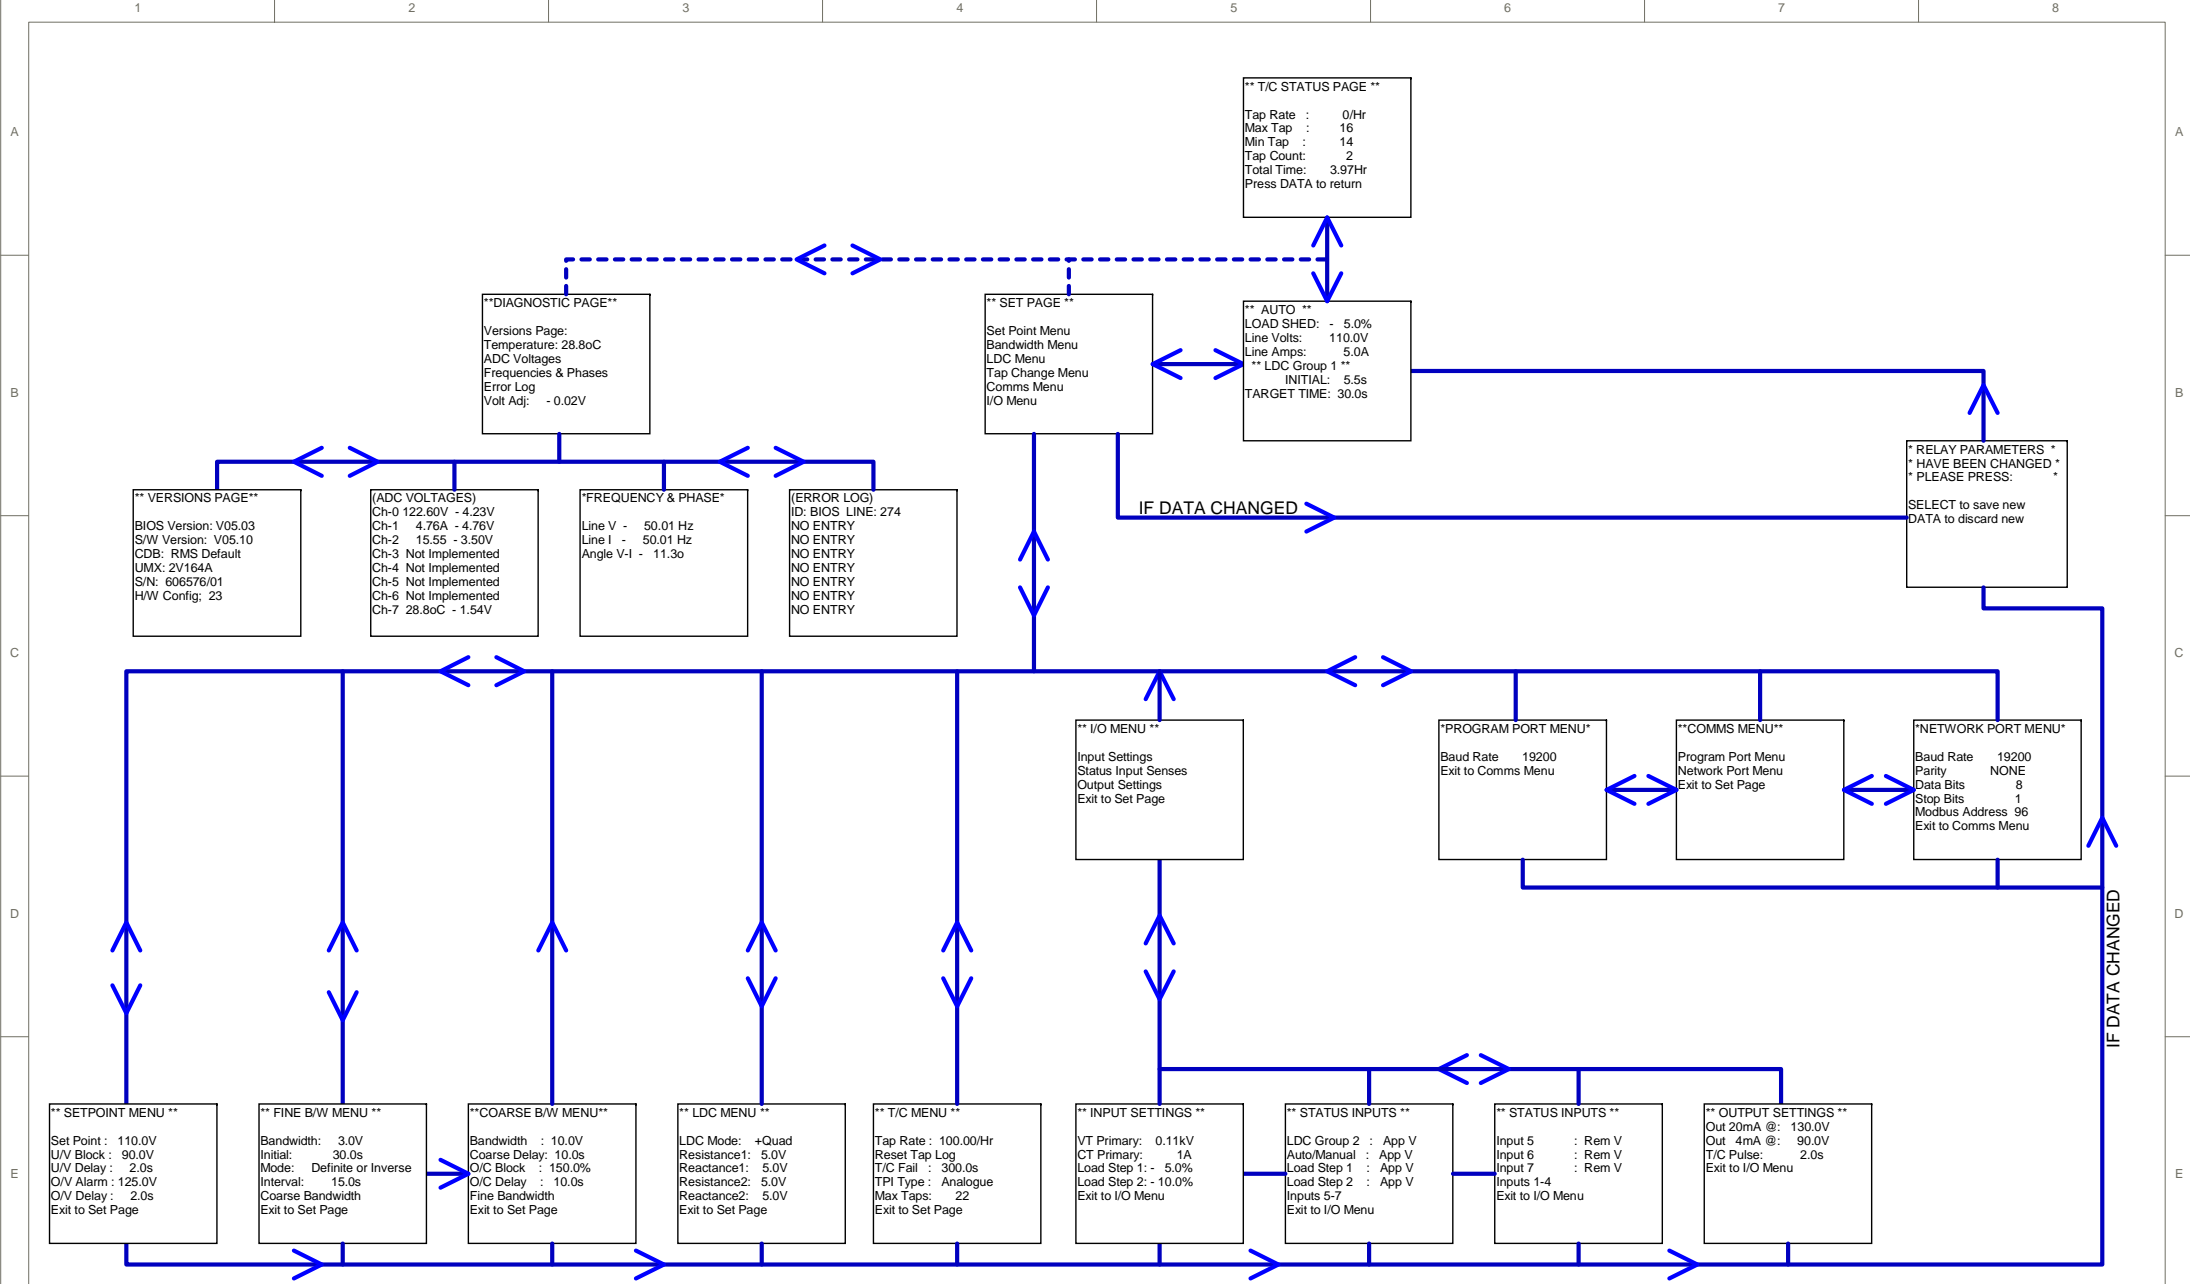 1 2 3 4 5 6 7 8
A A
** T/C STATUS PAGE **
Tap Rate : 0/Hr
Max Tap : 16
Min Tap : 14
Tap Count: 2
Total Time: 3.97Hr
Press DATA to return
B B
**DIAGNOSTIC PAGE**
Versions Page:
Temperature: 28.8oC
ADC Voltages
Frequencies & Phases
Error Log
Volt Adj: - 0.02V
** SET PAGE **
Set Point Menu
Bandwidth Menu
LDC Menu
Tap Change Menu
Comms Menu
I/O Menu
** AUTO **
LOAD SHED: - 5.0%
Line Volts: 110.0V
Line Amps: 5.0A
** LDC Group 1 **
INITIAL: 5.5s
TARGET TIME: 30.0s
* RELAY PARAMETERS *
* HAVE BEEN CHANGED *
* PLEASE PRESS: *
SELECT to save new
DATA to discard new
IF DATA CHANGED
** VERSIONS PAGE**
BIOS Version: V05.03
S/W Version: V05.10
CDB: RMS Default
UMX: 2V164A
S/N: 606576/01
H/W Config; 23
(ADC VOLTAGES)
Ch-0 122.60V - 4.23V
Ch-1 4.76A - 4.76V
Ch-2 15.55 - 3.50V
Ch-3 Not Implemented
Ch-4 Not Implemented
Ch-5 Not Implemented
Ch-6 Not Implemented
Ch-7 28.8oC - 1.54V
*FREQUENCY & PHASE*
Line V - 50.01 Hz
Line I - 50.01 Hz
Angle V-I - 11.3o
(ERROR LOG)
ID: BIOS LINE: 274
NO ENTRY
NO ENTRY
NO ENTRY
NO ENTRY
NO ENTRY
NO ENTRY
NO ENTRY
C C
** I/O MENU **
Input Settings
Status Input Senses
Output Settings
Exit to Set Page
*PROGRAM PORT MENU*
Baud Rate 19200
Exit to Comms Menu
**COMMS MENU**
Program Port Menu
Network Port Menu
Exit to Set Page
*NETWORK PORT MENU*
Baud Rate 19200
Parity NONE
Data Bits 8
Stop Bits 1
Modbus Address 96
Exit to Comms Menu
D D
IF DATA CHANGED
** SETPOINT MENU **
Set Point : 110.0V
U/V Block : 90.0V
U/V Delay : 2.0s
O/V Alarm : 125.0V
O/V Delay : 2.0s
Exit to Set Page
** FINE B/W MENU **
Bandwidth: 3.0V
Initial: 30.0s
Mode: Definite or Inverse
Interval: 15.0s
Coarse Bandwidth
Exit to Set Page
**COARSE B/W MENU**
Bandwidth : 10.0V
Coarse Delay: 10.0s
O/C Block : 150.0%
O/C Delay : 10.0s
Fine Bandwidth
Exit to Set Page
** LDC MENU **
LDC Mode: +Quad
Resistance1: 5.0V
Reactance1: 5.0V
Resistance2: 5.0V
Reactance2: 5.0V
Exit to Set Page
** T/C MENU **
Tap Rate : 100.00/Hr
Reset Tap Log
T/C Fail : 300.0s
TPI Type : Analogue
Max Taps: 22
Exit to Set Page
** INPUT SETTINGS **
VT Primary: 0.11kV
CT Primary: 1A
Load Step 1: - 5.0%
Load Step 2: - 10.0%
Exit to I/O Menu
** STATUS INPUTS **
LDC Group 2 : App V
Auto/Manual : App V
Load Step 1 : App V
Load Step 2 : App V
Inputs 5-7
Exit to I/O Menu
** STATUS INPUTS **
Input 5 : Rem V
Input 6 : Rem V
Input 7 : Rem V
Inputs 1-4
Exit to I/O Menu
** OUTPUT SETTINGS **
Out 20mA @: 130.0V
Out 4mA @: 90.0V
T/C Pulse: 2.0s
Exit to I/O Menu
E E